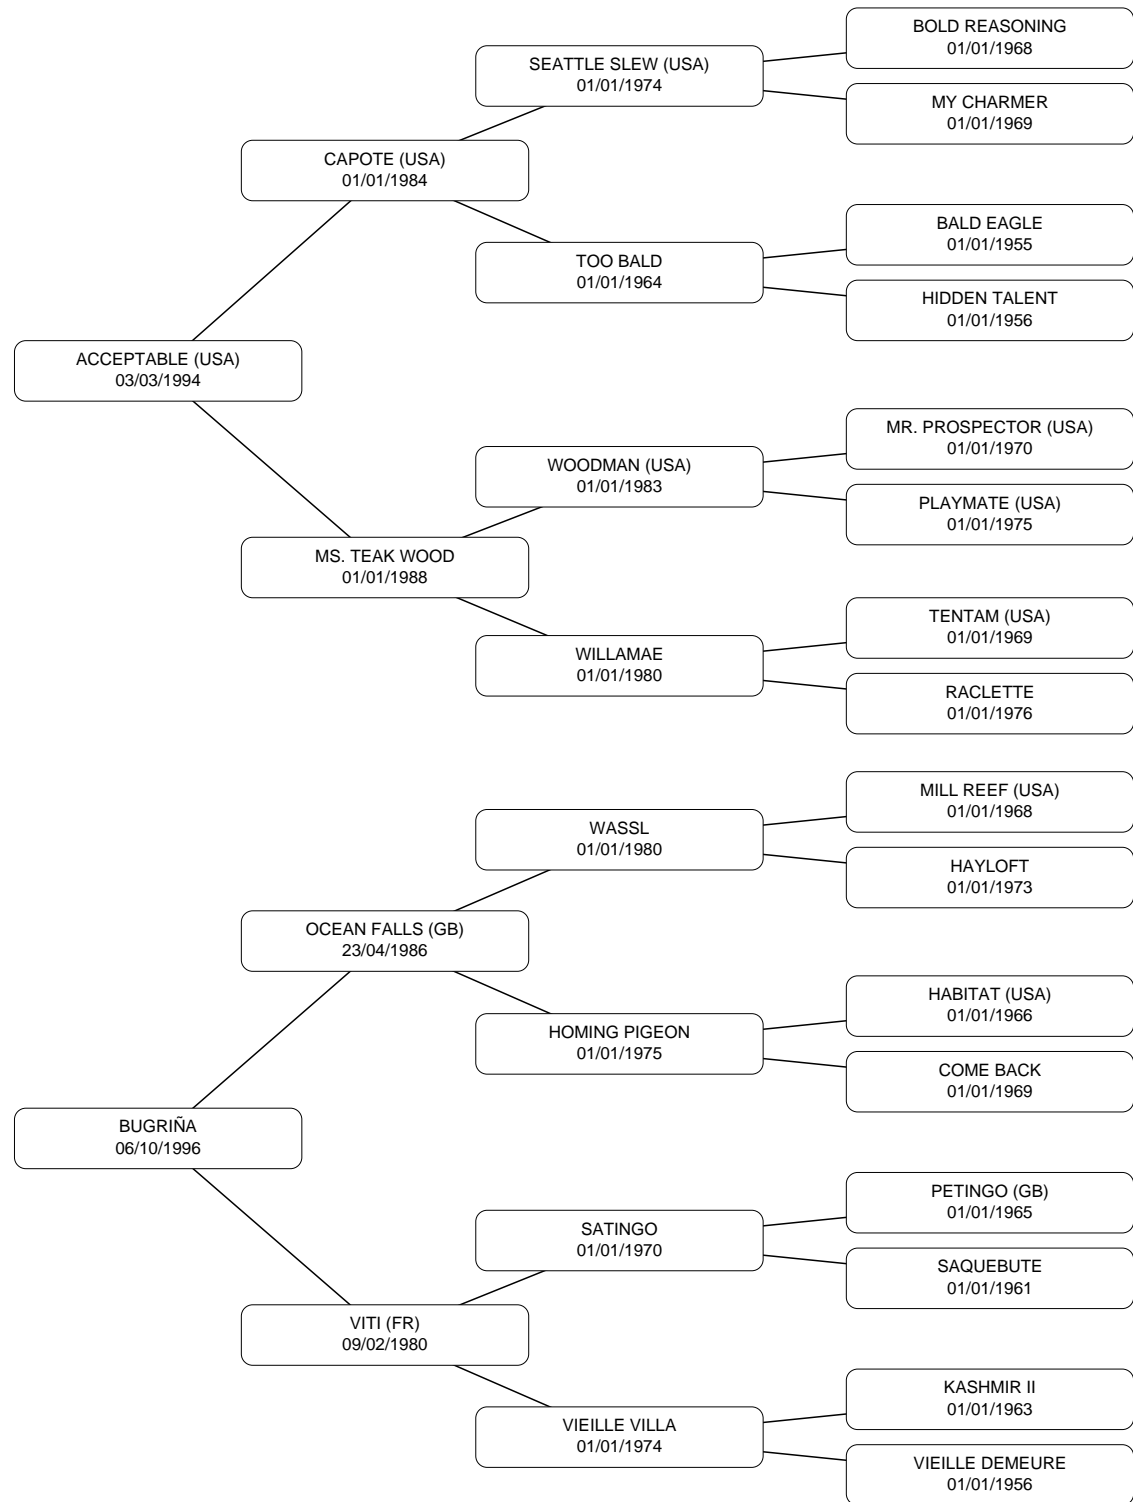 BOLD REASONING
01/01/1968
SEATTLE SLEW (USA)
01/01/1974
MY CHARMER
01/01/1969
CAPOTE (USA)
01/01/1984
BALD EAGLE
01/01/1955
TOO BALD
01/01/1964
HIDDEN TALENT
01/01/1956
ACCEPTABLE (USA)
03/03/1994
MR. PROSPECTOR (USA)
01/01/1970
WOODMAN (USA)
01/01/1983
PLAYMATE (USA)
01/01/1975
MS. TEAK WOOD
01/01/1988
TENTAM (USA)
01/01/1969
WILLAMAE
01/01/1980
RACLETTE
01/01/1976
MILL REEF (USA)
01/01/1968
WASSL
01/01/1980
HAYLOFT
01/01/1973
OCEAN FALLS (GB)
23/04/1986
HABITAT (USA)
01/01/1966
HOMING PIGEON
01/01/1975
COME BACK
01/01/1969
BUGRIÑA
06/10/1996
PETINGO (GB)
01/01/1965
SATINGO
01/01/1970
SAQUEBUTE
01/01/1961
VITI (FR)
09/02/1980
KASHMIR II
01/01/1963
VIEILLE VILLA
01/01/1974
VIEILLE DEMEURE
01/01/1956